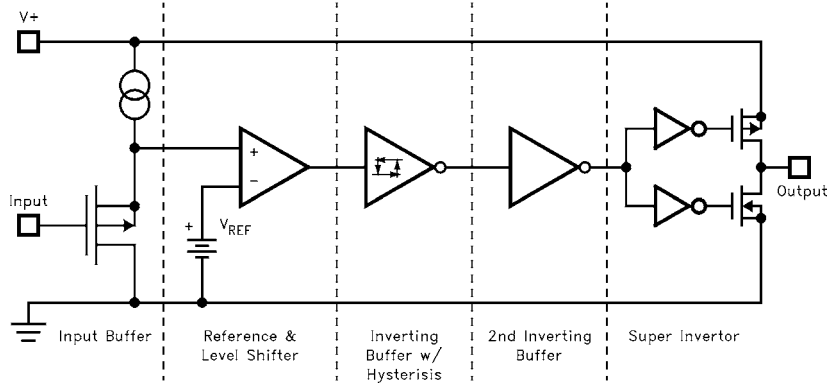 V+
Input
+
−
+
VREF
Output
Input Buffer
Reference &
Level Shifter
Inverting
Buffer w/
Hysterisis
2nd Inverting
Buffer
Super Invertor